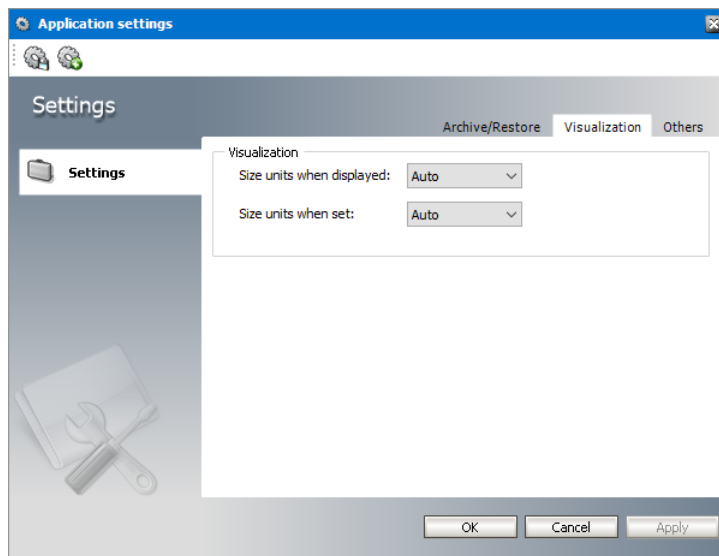 Application settings
Settings
Archive/Restore Visualization Others
Settings
Visualization
Size units when displayed: Auto
Size units when set: Auto
OK Cancel Apply